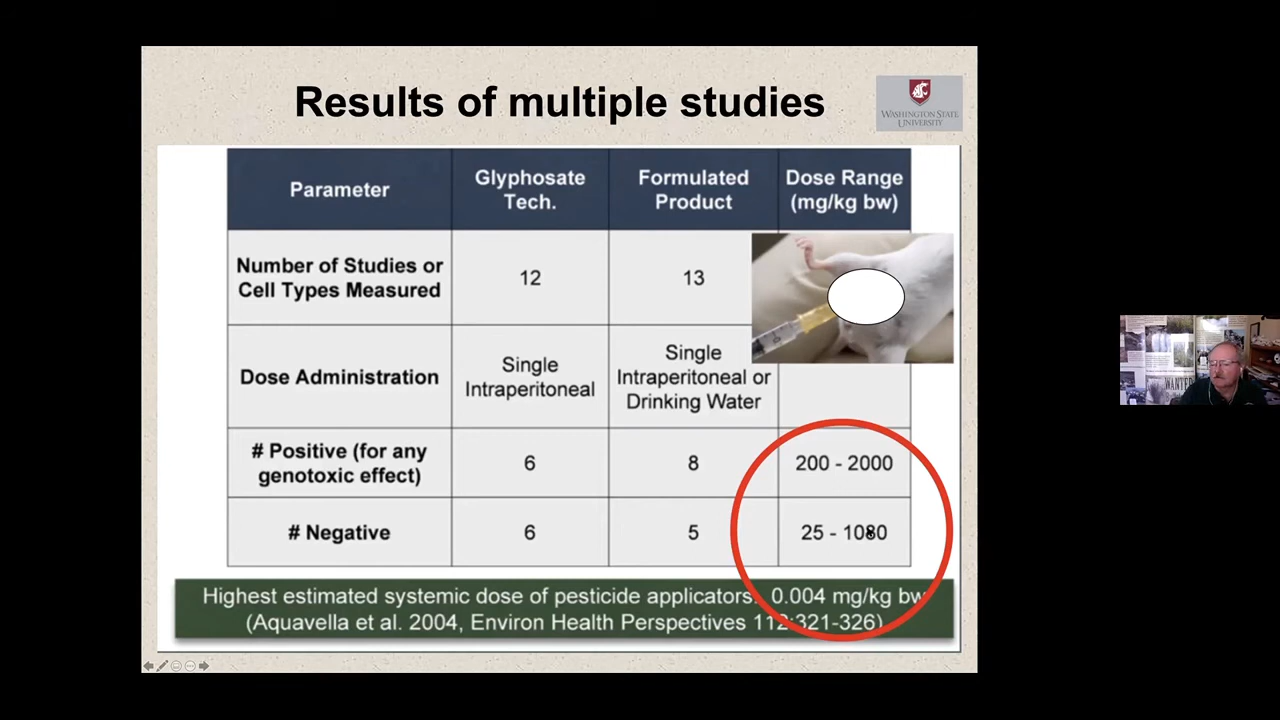 Results of multiple studies
WASHINGTON STATE
UNIVERSITY
Parameter
Glyphosate
Tech.
Formulated
Product
Dose Range
(mg/kg bw)
Number of Studies or
Cell Types Measured
12
13
Dose Administration
Single
Intraperitoneal
Single
Intraperitoneal or
Drinking Water
# Positive (for any
genotoxic effect)
6
8
200 - 2000
# Negative
6
5
25 - 1080
Highest estimated systemic dose of pesticide applicators: 0.004 mg/kg bw
(Aquavella et al. 2004, Environ Health Perspectives 112:321-326)
WANTED